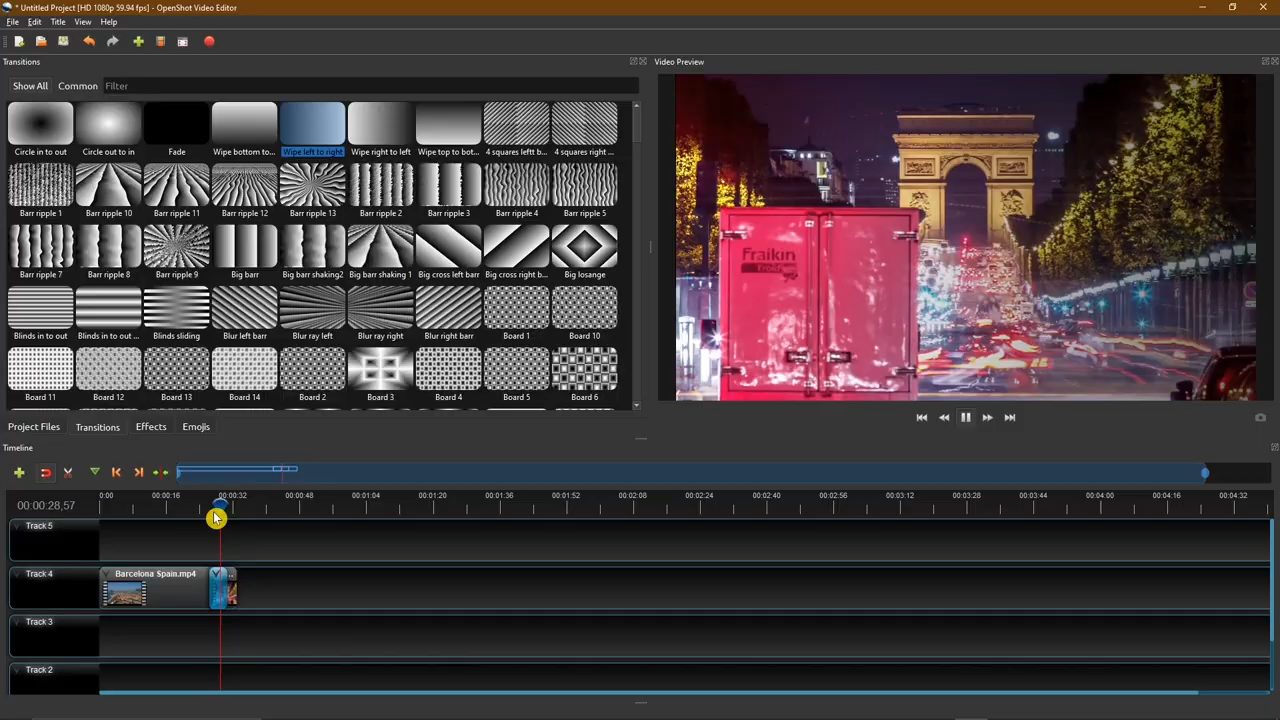 * Untitled Project [HD 1080p 59.94 fps] - OpenShot Video Editor
File Edit Title View Help
Transitions
Video Preview
Show All Common Filter
Circle in to out Circle out to in Fade Wipe bottom to... Wipe left to right Wipe right to left Wipe top to bot... 4 squares leftt b... 4 squares right ...
Barr ripple 1 Barr ripple 10 Barr ripple 11 Barr ripple 12 Barr ripple 13 Barr ripple 2 Barr ripple 3 Barr ripple 4 Barr ripple 5
Barr ripple 7 Barr ripple 8 Barr ripple 9 Big barr Big barr shaking2 Big barr shaking 1 Big cross left barr Big cross right b... Big losange
Blinds in to out Blinds in to out ... Blinds sliding Blur left barr Blur ray left Blur ray right Blur right barr Board 1 Board 10
Board 11 Board 12 Board 13 Board 14 Board 2 Board 3 Board 4 Board 5 Board 6
Fraikin
Project Files Transitions Effects Emojis
Timeline
00:00:28,57
0:00 00:00:16 00:00:32 00:00:48 00:01:04 00:01:20 00:01:36 00:01:52 00:02:08 00:02:24 00:02:40 00:02:56 00:03:12 00:03:28 00:03:44 00:04:00 00:04:16 00:04:32
Track 5
Track 4 Barcelona Spain.mp4 ...
Track 3
Track 2